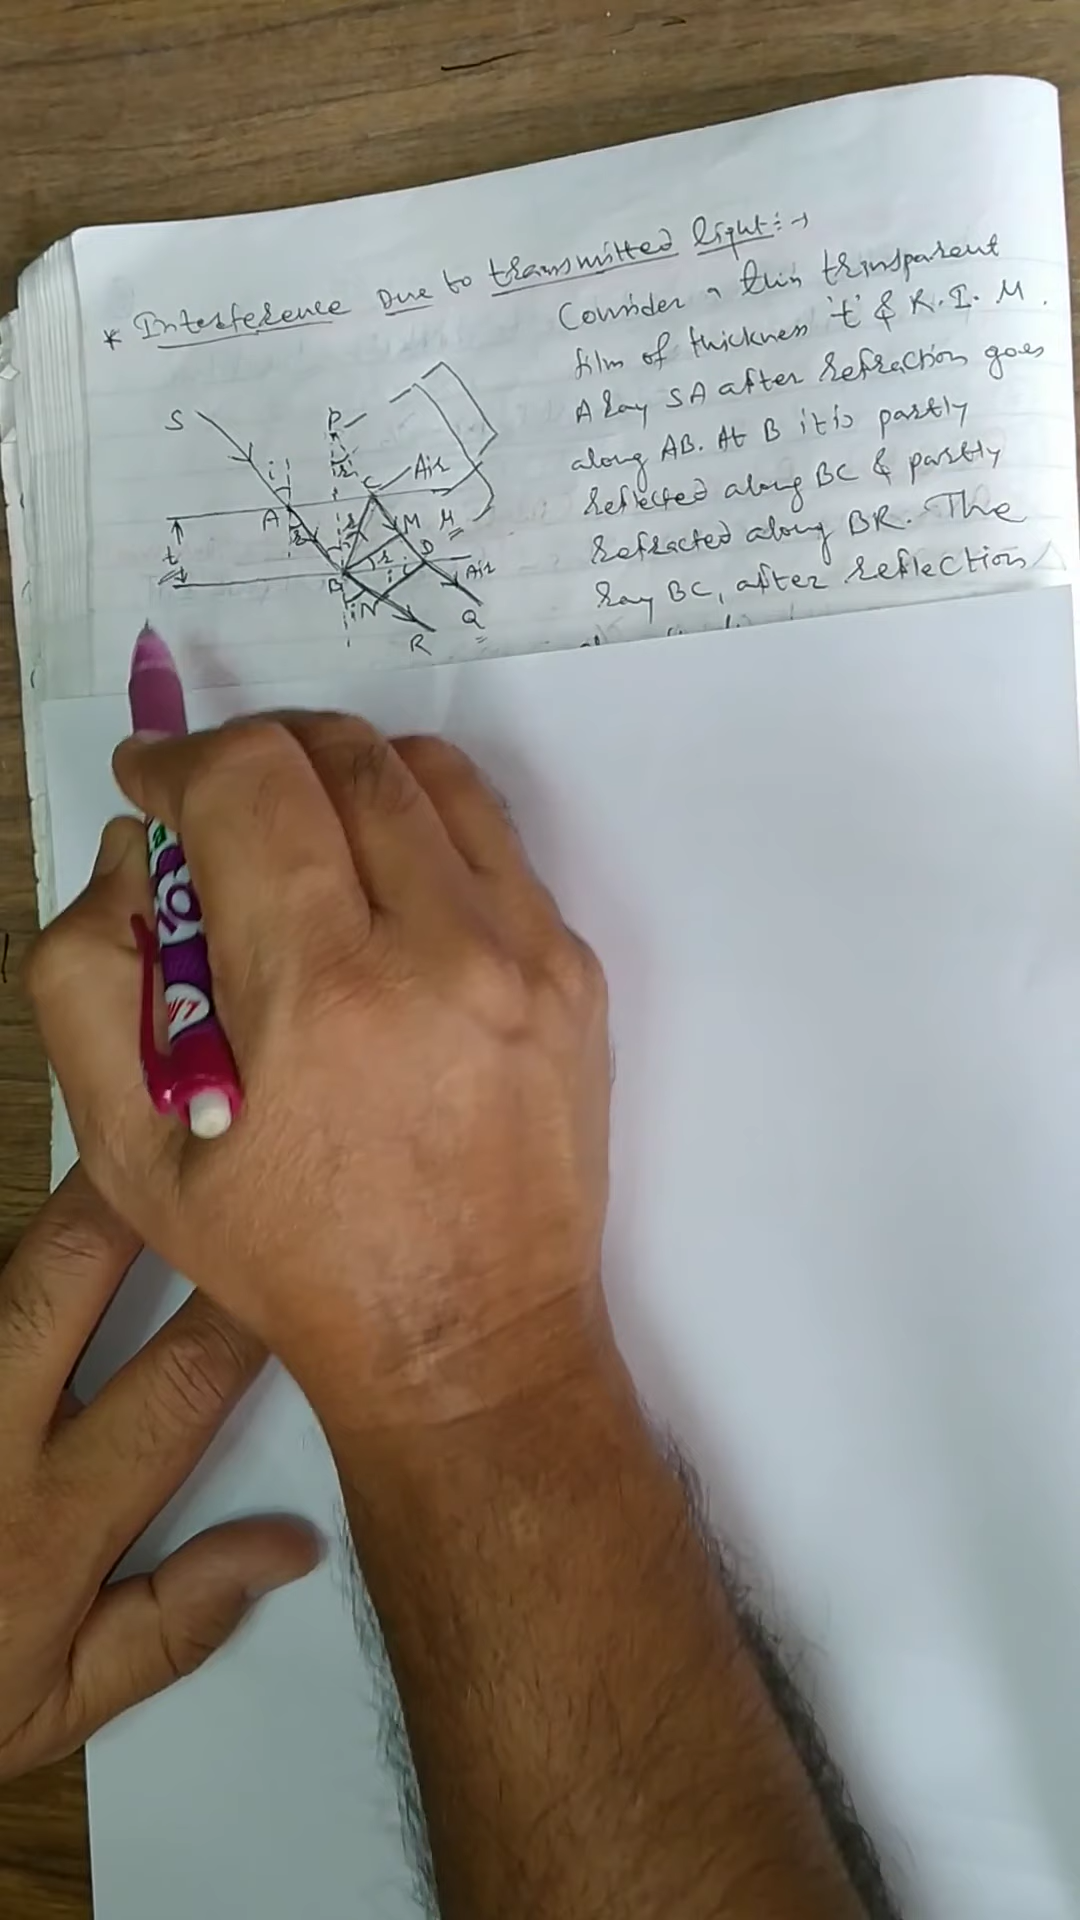 * Interference Due to transmitted light :→
Consider a thin transparent
film of thickness 't' & R.I. μ.
A ray SA after refraction goes
along AB. At B it is partly
reflected along BC & partly
refracted along BR. The
ray BC, after reflection
S
P
i
r
C
Air
A
r
r
M
μ
t
D
B
r
i
Air
i
N
Q
R